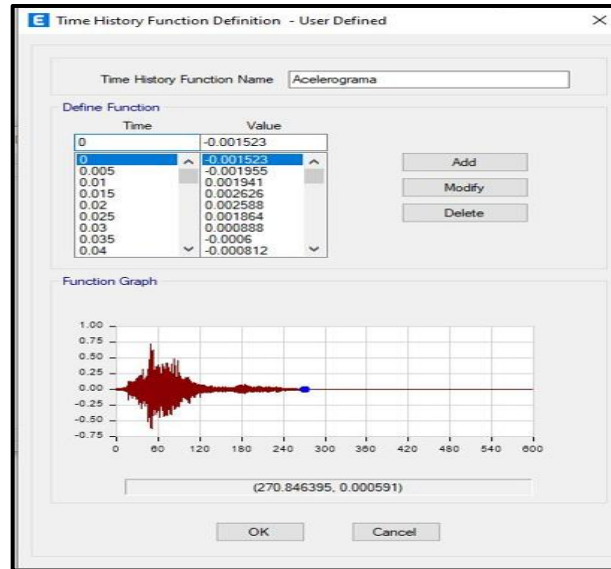 E Time History Function Definition - User Defined
Time History Function Name Acelerograma
Define Function
Time Value
0 -0.001523
0 -0.001523
0.005 -0.001955
0.01 0.001941
0.015 0.002626
0.02 0.002588
0.025 0.001864
0.03 0.000888
0.035 -0.0006
0.04 -0.000812
Add
Modify
Delete
Function Graph
1.00
0.75
0.50
0.25
0.00
-0.25
-0.50
-0.75
0 60 120 180 240 300 360 420 480 540 600
(270.846395, 0.000591)
OK Cancel